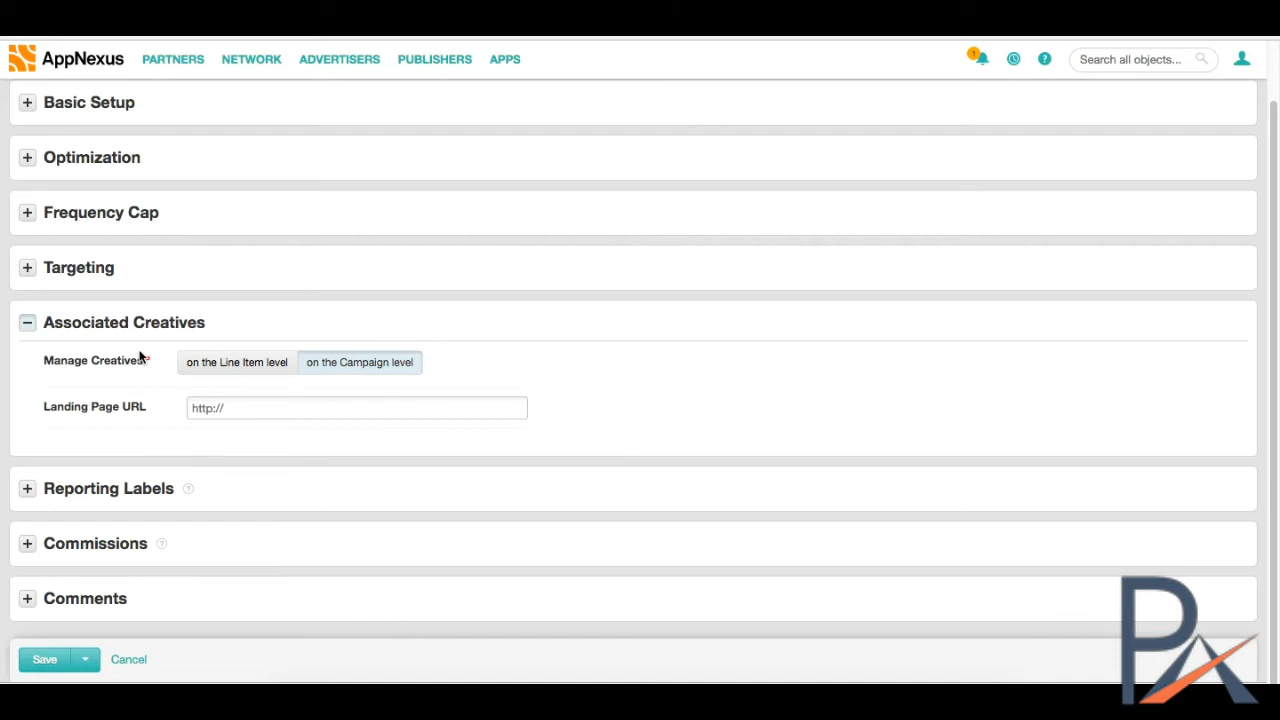 AppNexus PARTNERS NETWORK ADVERTISERS PUBLISHERS APPS 1 ? Search all objects...
+ Basic Setup
+ Optimization
+ Frequency Cap
+ Targeting
− Associated Creatives
Manage Creatives* on the Line Item level on the Campaign level
Landing Page URL http://
+ Reporting Labels ?
+ Commissions ?
+ Comments
Save Cancel
PA